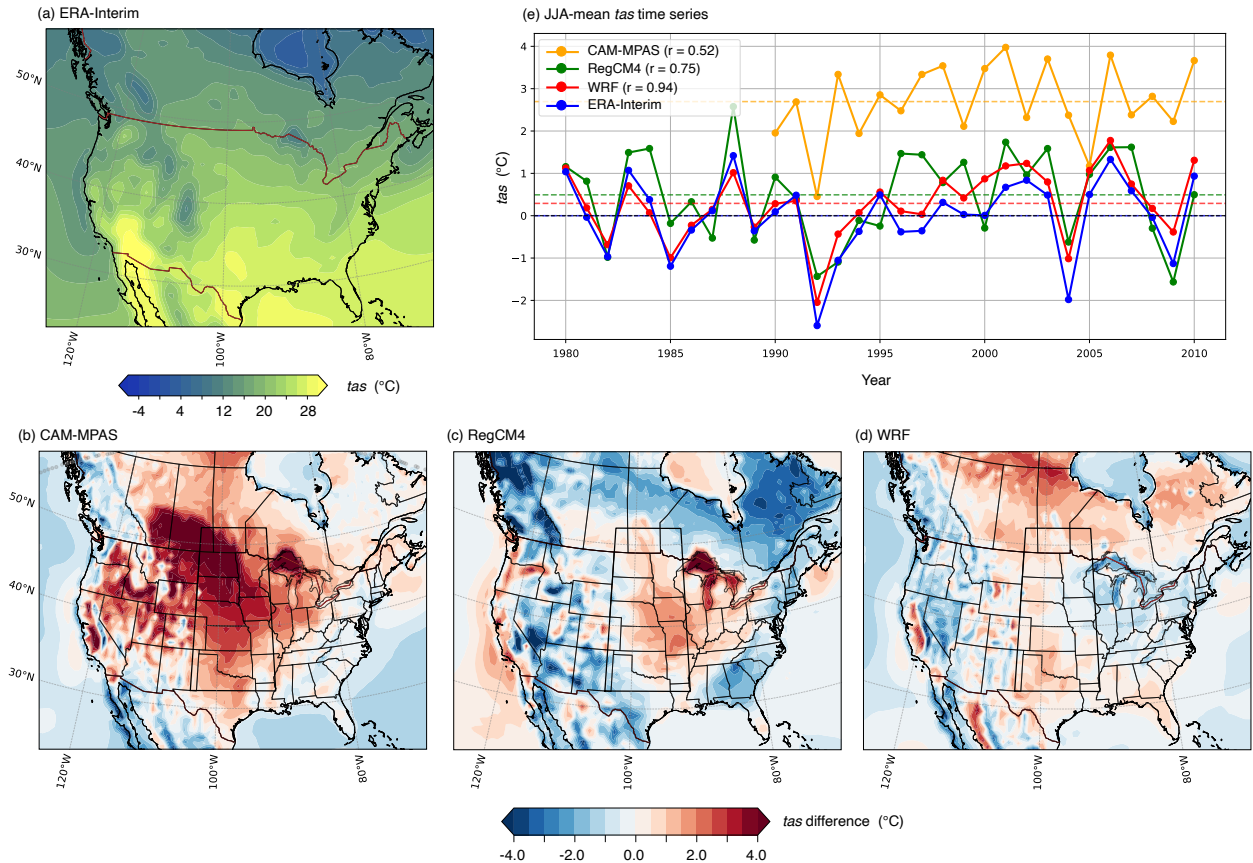 (a) ERA-Interim
50°N
40°N
30°N
120°W
100°W
80°W
-4 4 12 20 28
tas (°C)
(e) JJA-mean tas time series
CAM-MPAS (r = 0.52)
RegCM4 (r = 0.75)
WRF (r = 0.94)
ERA-Interim
tas (°C)
4
3
2
1
0
−1
−2
1980 1985 1990 1995 2000 2005 2010
Year
(b) CAM-MPAS
50°N
40°N
30°N
120°W
100°W
80°W
(c) RegCM4
120°W
100°W
80°W
(d) WRF
120°W
100°W
80°W
-4.0 -2.0 0.0 2.0 4.0
tas difference (°C)